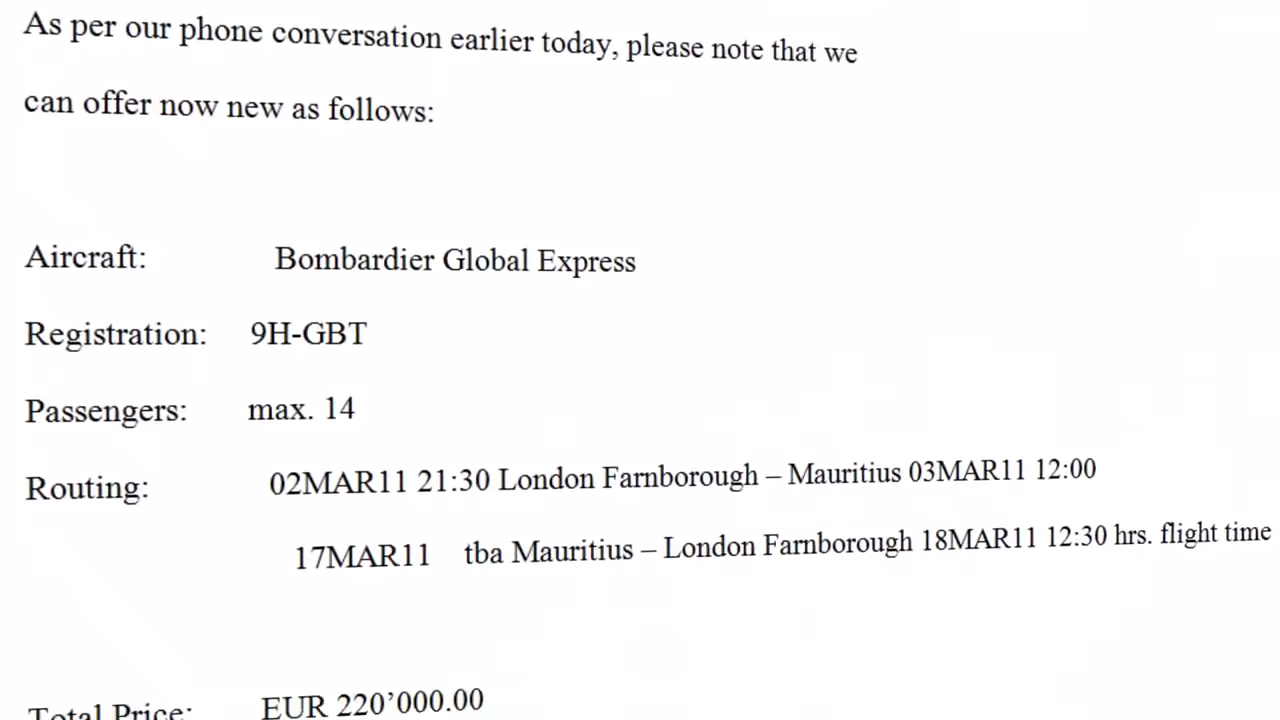 As per our phone conversation earlier today, please note that we
can offer now new as follows:
Aircraft: Bombardier Global Express
Registration: 9H-GBT
Passengers: max. 14
Routing: 02MAR11 21:30 London Farnborough – Mauritius 03MAR11 12:00
17MAR11 tba Mauritius – London Farnborough 18MAR11 12:30 hrs. flight time
Total Price: EUR 220’000.00